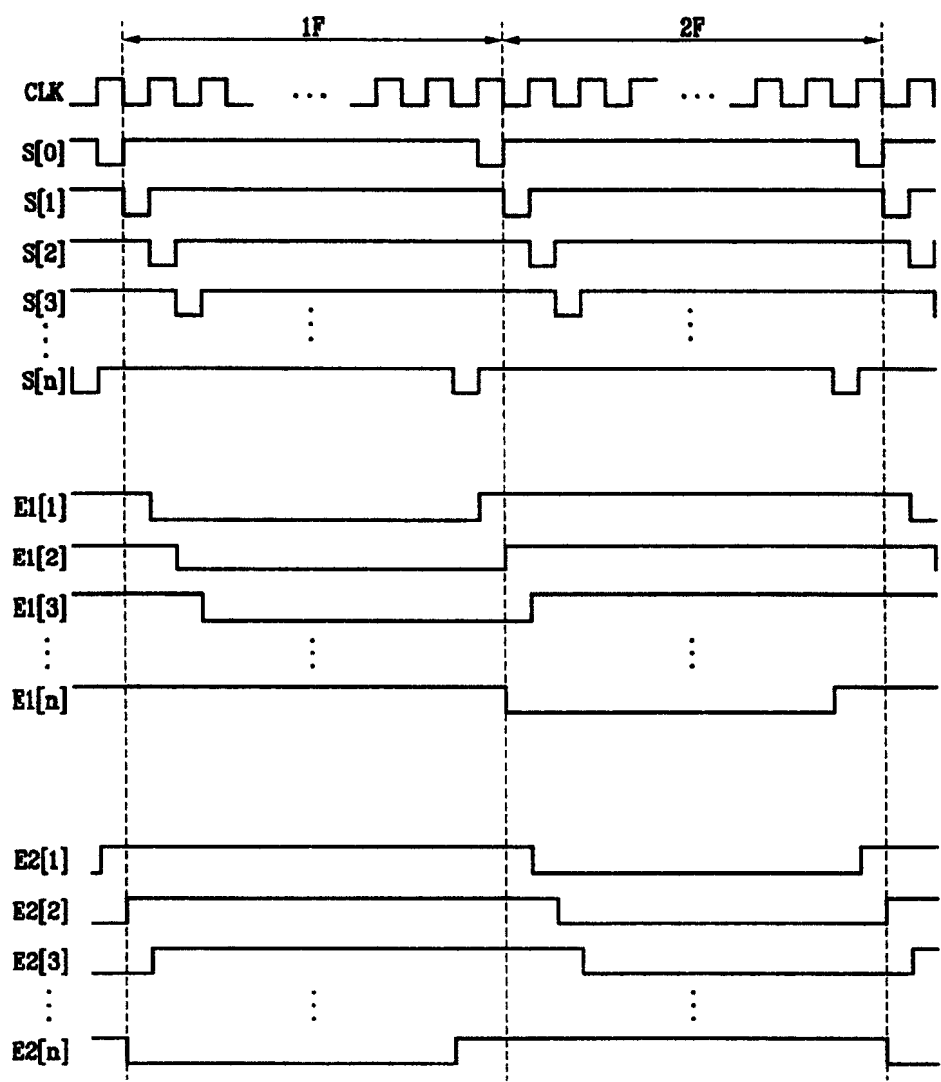 1F 2F
CLK
S[0]
S[1]
S[2]
S[3]
S[n]
E1[1]
E1[2]
E1[3]
E1[n]
E2[1]
E2[2]
E2[3]
E2[n]